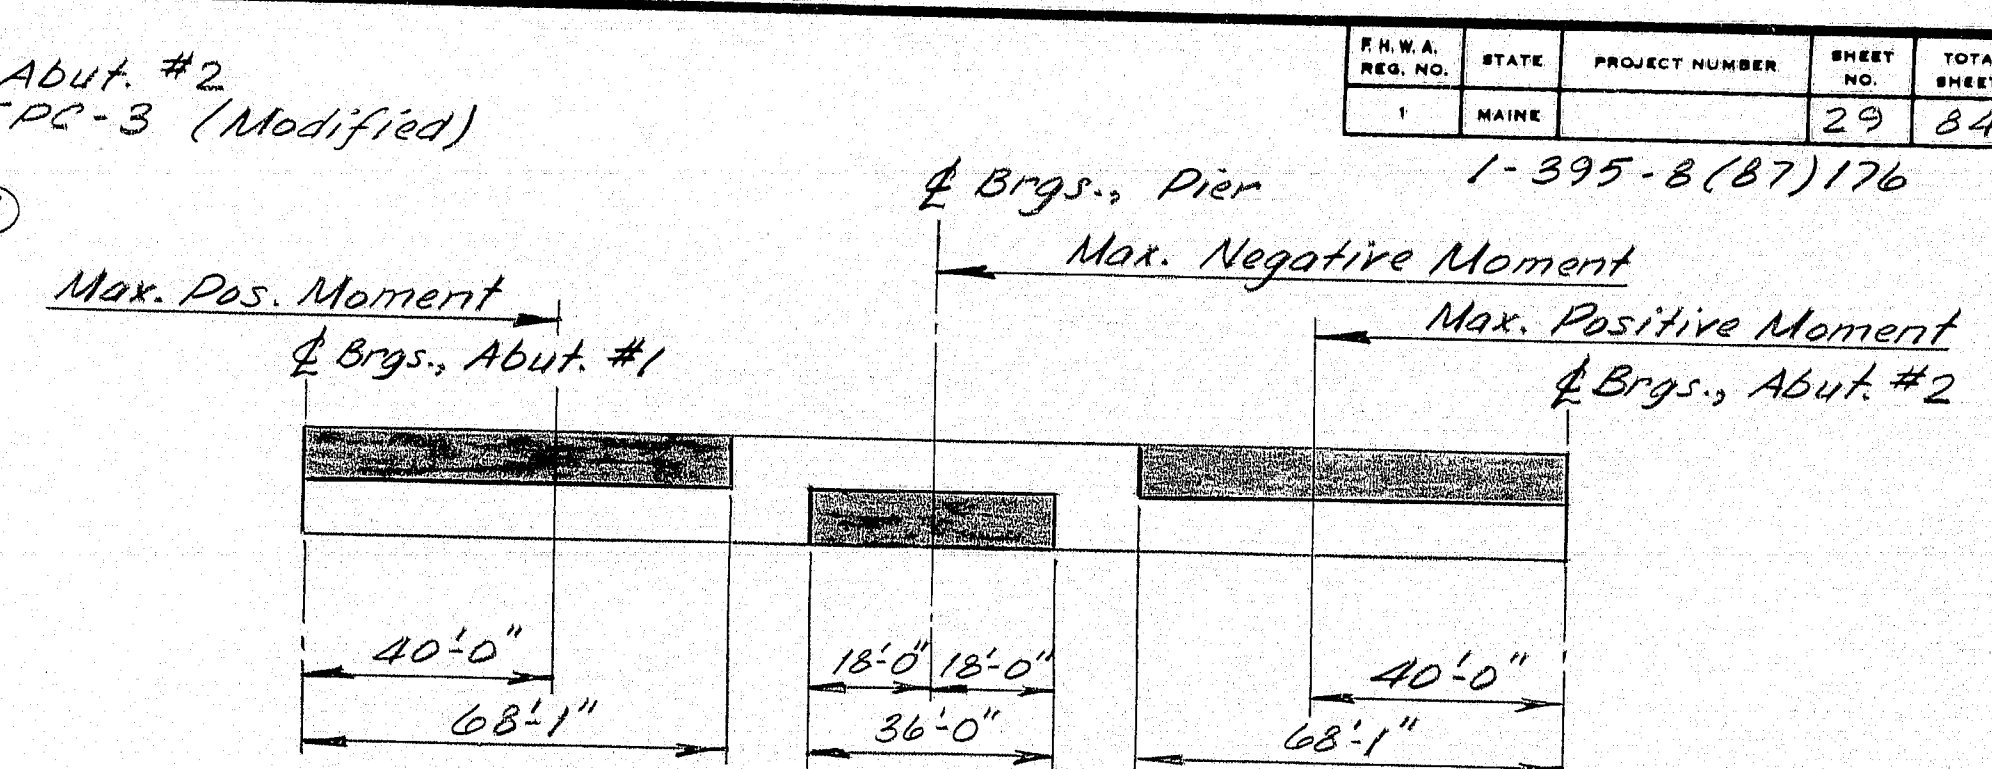 Abut. #2
PC-3 (Modified)
F.H.W.A. REG. NO. STATE PROJECT NUMBER SHEET NO.
1 MAINE 29 84
1-395-8(87)176
℄ Brgs., Pier
Max. Negative Moment
Max. Pos. Moment
Max. Positive Moment
℄ Brgs., Abut. #1
℄ Brgs., Abut. #2
40'-0"
18'-0" 18'-0"
40'-0"
68'-1"
36'-0"
68'-1"